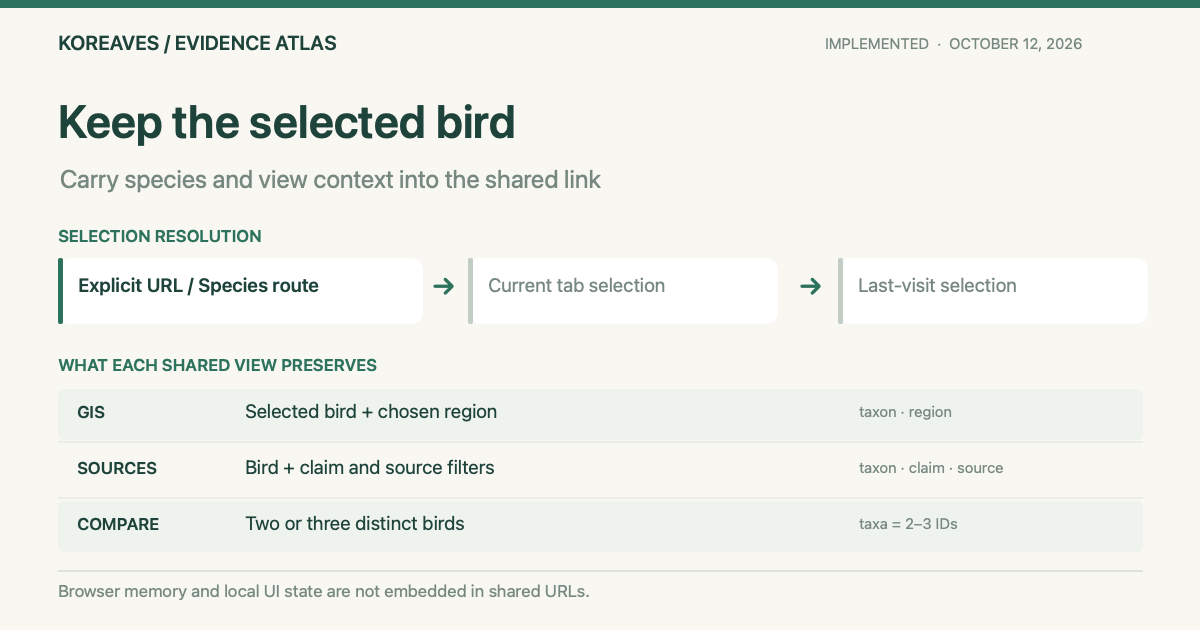 KOREAVES / EVIDENCE ATLAS
IMPLEMENTED · OCTOBER 12, 2026
Keep the selected bird
Carry species and view context into the shared link
SELECTION RESOLUTION
Explicit URL / Species route → Current tab selection → Last-visit selection
WHAT EACH SHARED VIEW PRESERVES
GIS Selected bird + chosen region taxon · region
SOURCES Bird + claim and source filters taxon · claim · source
COMPARE Two or three distinct birds taxa = 2–3 IDs
Browser memory and local UI state are not embedded in shared URLs.